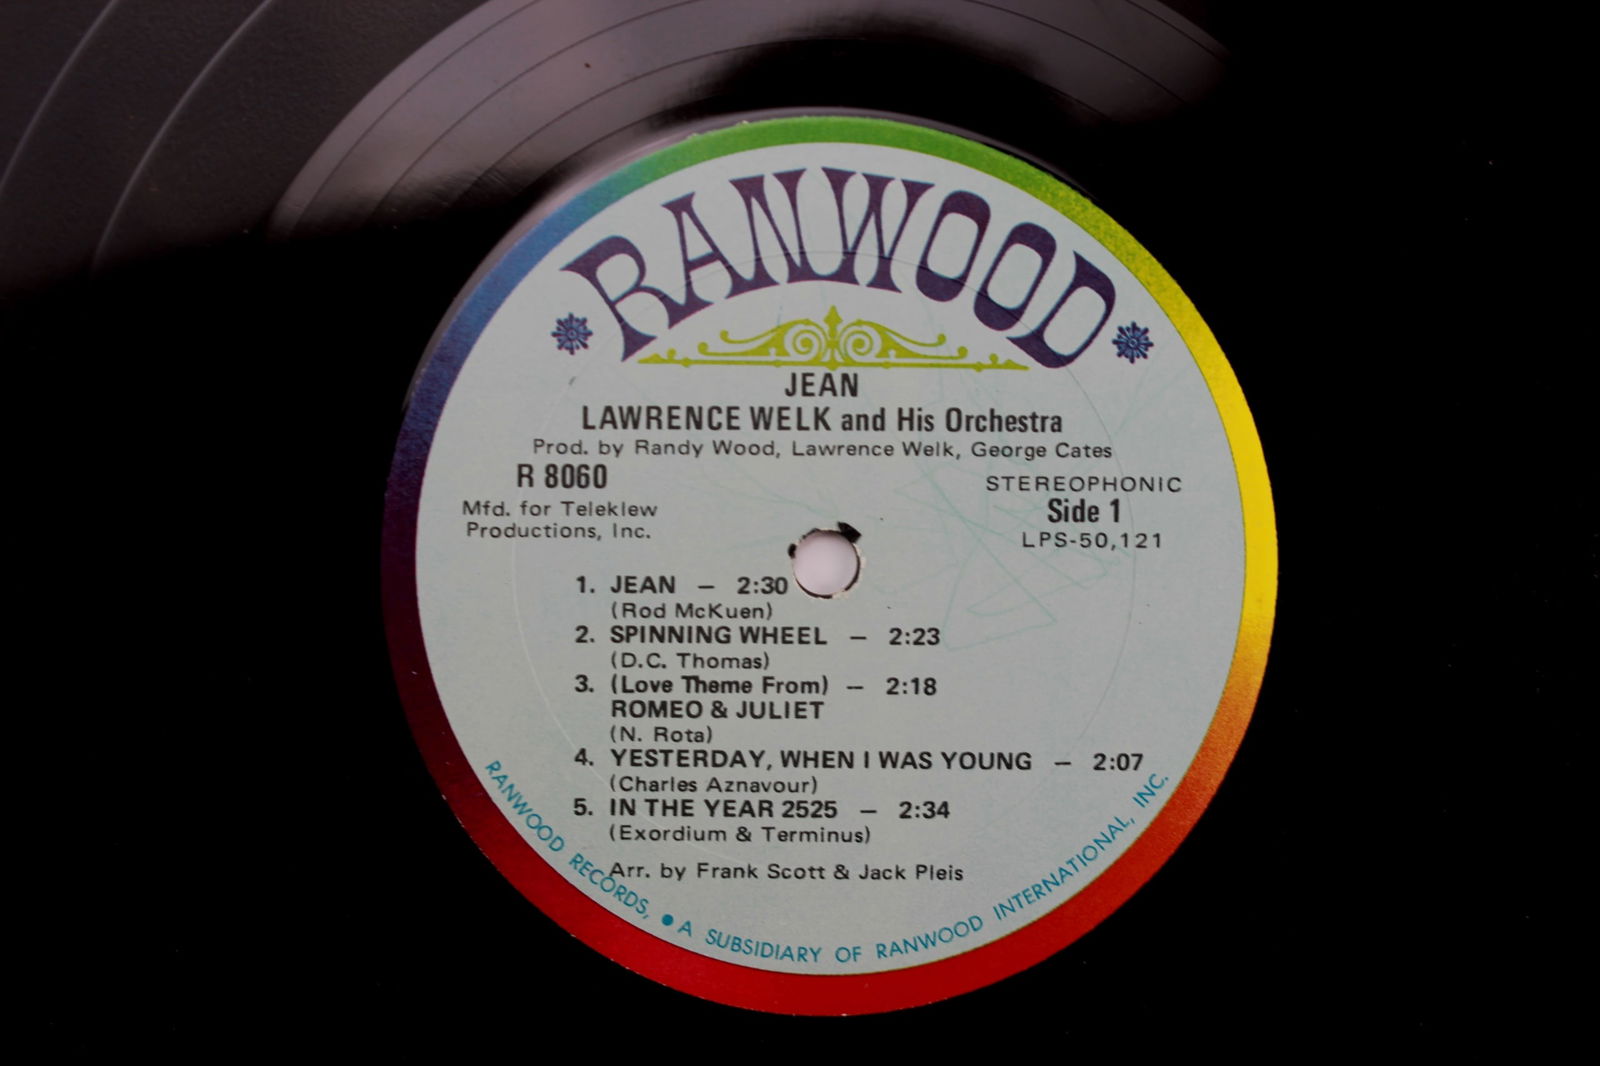 RANWOOD
JEAN
LAWRENCE WELK and His Orchestra
Prod. by Randy Wood, Lawrence Welk, George Cates
R 8060
Mfd. for Teleklew
Productions, Inc.
STEREOPHONIC
Side 1
LPS-50,121
1. JEAN — 2:30
(Rod McKuen)
2. SPINNING WHEEL — 2:23
(D.C. Thomas)
3. (Love Theme From) — 2:18
ROMEO & JULIET
(N. Rota)
4. YESTERDAY, WHEN I WAS YOUNG — 2:07
(Charles Aznavour)
5. IN THE YEAR 2525 — 2:34
(Exordium & Terminus)
Arr. by Frank Scott & Jack Pleis
RANWOOD RECORDS, ● A SUBSIDIARY OF RANWOOD INTERNATIONAL, INC.